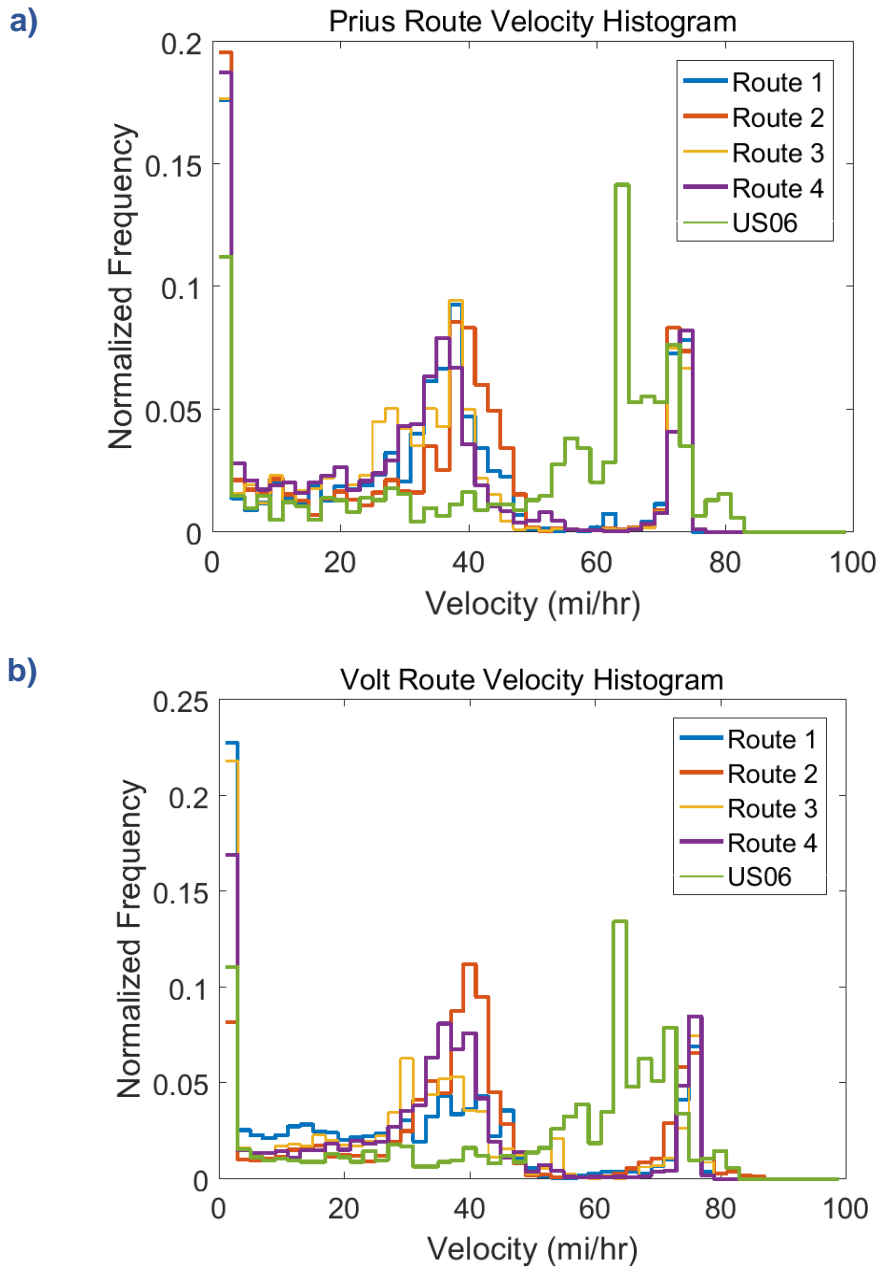 a)
Prius Route Velocity Histogram
0.2
0.15
0.1
0.05
0
Normalized Frequency
Route 1
Route 2
Route 3
Route 4
US06
0 20 40 60 80 100
Velocity (mi/hr)
b)
Volt Route Velocity Histogram
0.25
0.2
0.15
0.1
0.05
0
Normalized Frequency
Route 1
Route 2
Route 3
Route 4
US06
0 20 40 60 80 100
Velocity (mi/hr)